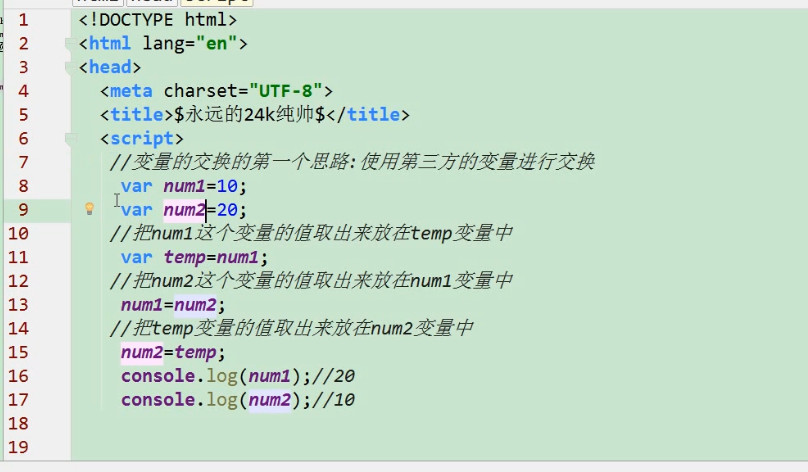 1 <!DOCTYPE html>
2 <html lang="en">
3 <head>
4 <meta charset="UTF-8">
5 <title>$永远的24k纯帅$</title>
6 <script>
7 //变量的交换的第一个思路:使用第三方的变量进行交换
8 var num1=10;
9 var num2=20;
10 //把num1这个变量的值取出来放在temp变量中
11 var temp=num1;
12 //把num2这个变量的值取出来放在num1变量中
13 num1=num2;
14 //把temp变量的值取出来放在num2变量中
15 num2=temp;
16 console.log(num1);//20
17 console.log(num2);//10
18
19